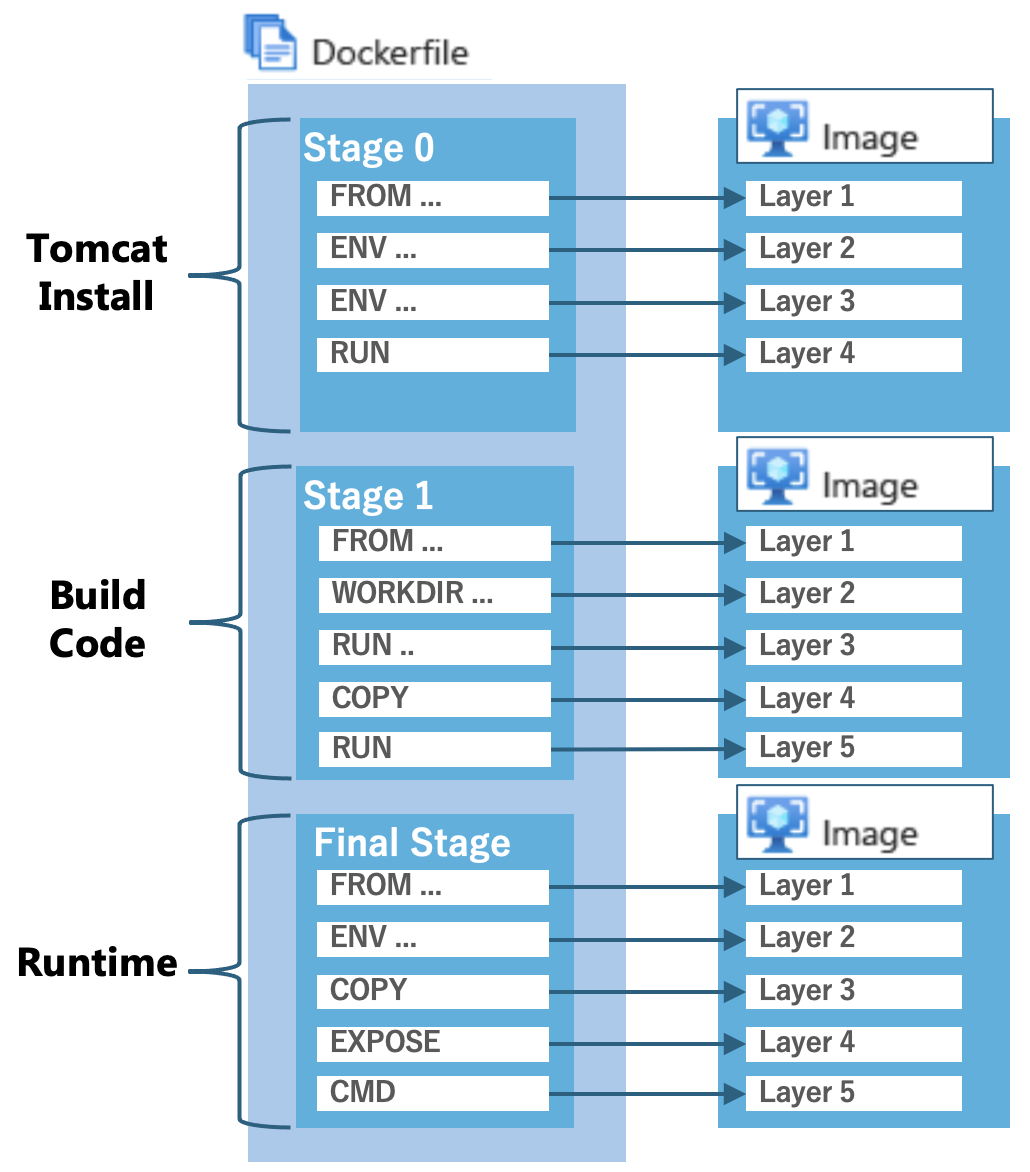 Dockerfile
Tomcat
Install
Stage 0
FROM ...
ENV ...
ENV ...
RUN
Image
Layer 1
Layer 2
Layer 3
Layer 4
Build
Code
Stage 1
FROM ...
WORKDIR ...
RUN ..
COPY
RUN
Image
Layer 1
Layer 2
Layer 3
Layer 4
Layer 5
Runtime
Final Stage
FROM ...
ENV ...
COPY
EXPOSE
CMD
Image
Layer 1
Layer 2
Layer 3
Layer 4
Layer 5